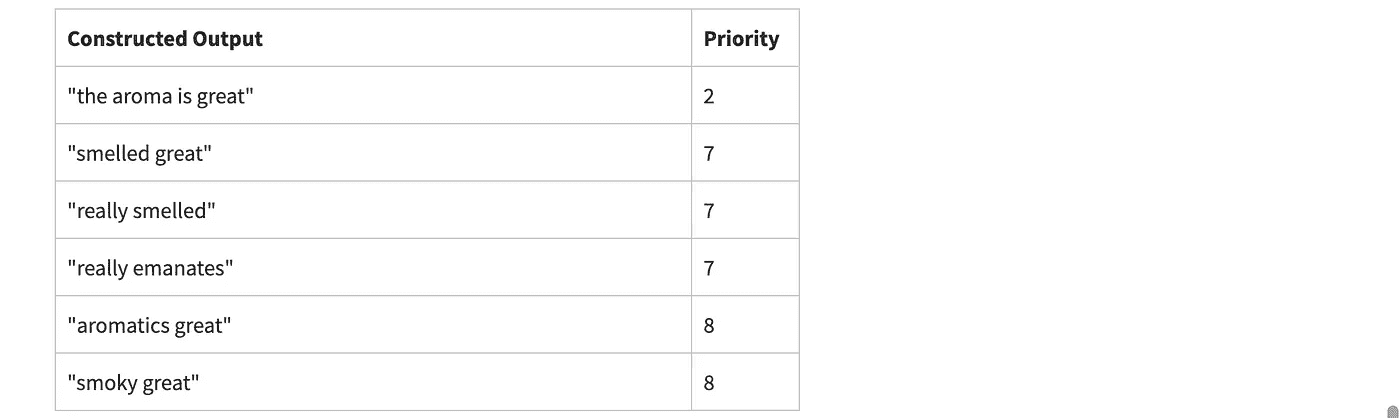 Constructed Output Priority
"the aroma is great" 2
"smelled great" 7
"really smelled" 7
"really emanates" 7
"aromatics great" 8
"smoky great" 8